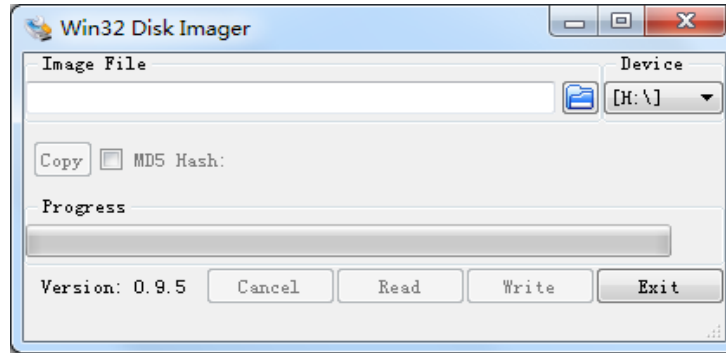 Win32 Disk Imager
Image File
Device
[H:\]
Copy
MD5 Hash:
Progress
Version: 0.9.5
Cancel
Read
Write
Exit